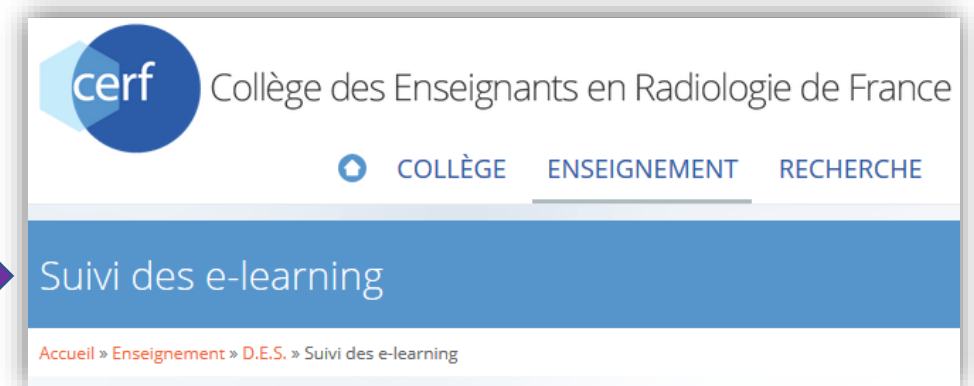 cerf
Collège des Enseignants en Radiologie de France
COLLÈGE ENSEIGNEMENT RECHERCHE
Suivi des e-learning
Accueil » Enseignement » D.E.S. » Suivi des e-learning